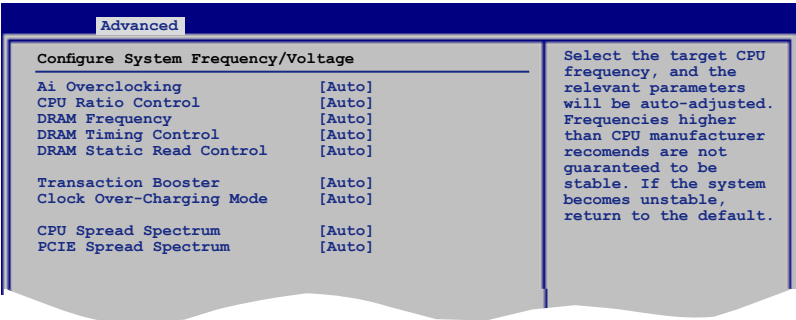 Advanced
Configure System Frequency/Voltage
Ai Overclocking [Auto]
CPU Ratio Control [Auto]
DRAM Frequency [Auto]
DRAM Timing Control [Auto]
DRAM Static Read Control [Auto]
Transaction Booster [Auto]
Clock Over-Charging Mode [Auto]
CPU Spread Spectrum [Auto]
PCIE Spread Spectrum [Auto]
Select the target CPU
frequency, and the
relevant parameters
will be auto-adjusted.
Frequencies higher
than CPU manufacturer
recomends are not
guaranteed to be
stable. If the system
becomes unstable,
return to the default.